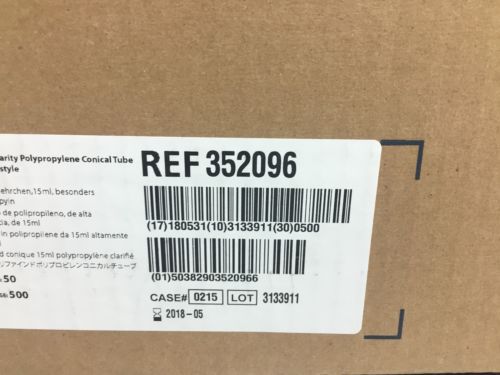 arity Polypropylene Conical Tube
style
REF 352096
ehrchen, 15ml, besonders
pyin
o de polipropileno, de alta
cia, de 15ml
(17)180531(10)3133911(30)0500
in polipropilene da 15ml altamente
d conique 15ml polypropylène clarifié
リファインドポリプロピレンコニカルチューブ
(01)50382903520966
50
SE: 500
CASE# 0215 LOT 3133911
2018-05